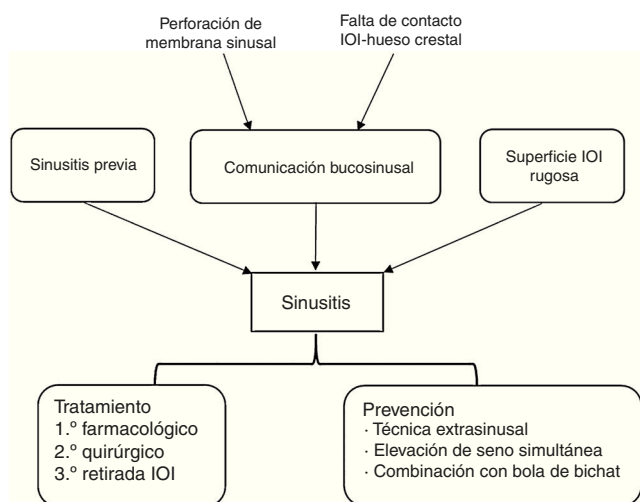 Perforación de
membrana sinusal
Falta de contacto
IOI-hueso crestal
Sinusitis previa
Comunicación bucosinusal
Superficie IOI
rugosa
Sinusitis
Tratamiento
1.º farmacológico
2.º quirúrgico
3.º retirada IOI
Prevención
· Técnica extrasinusal
· Elevación de seno simultánea
· Combinación con bola de bichat